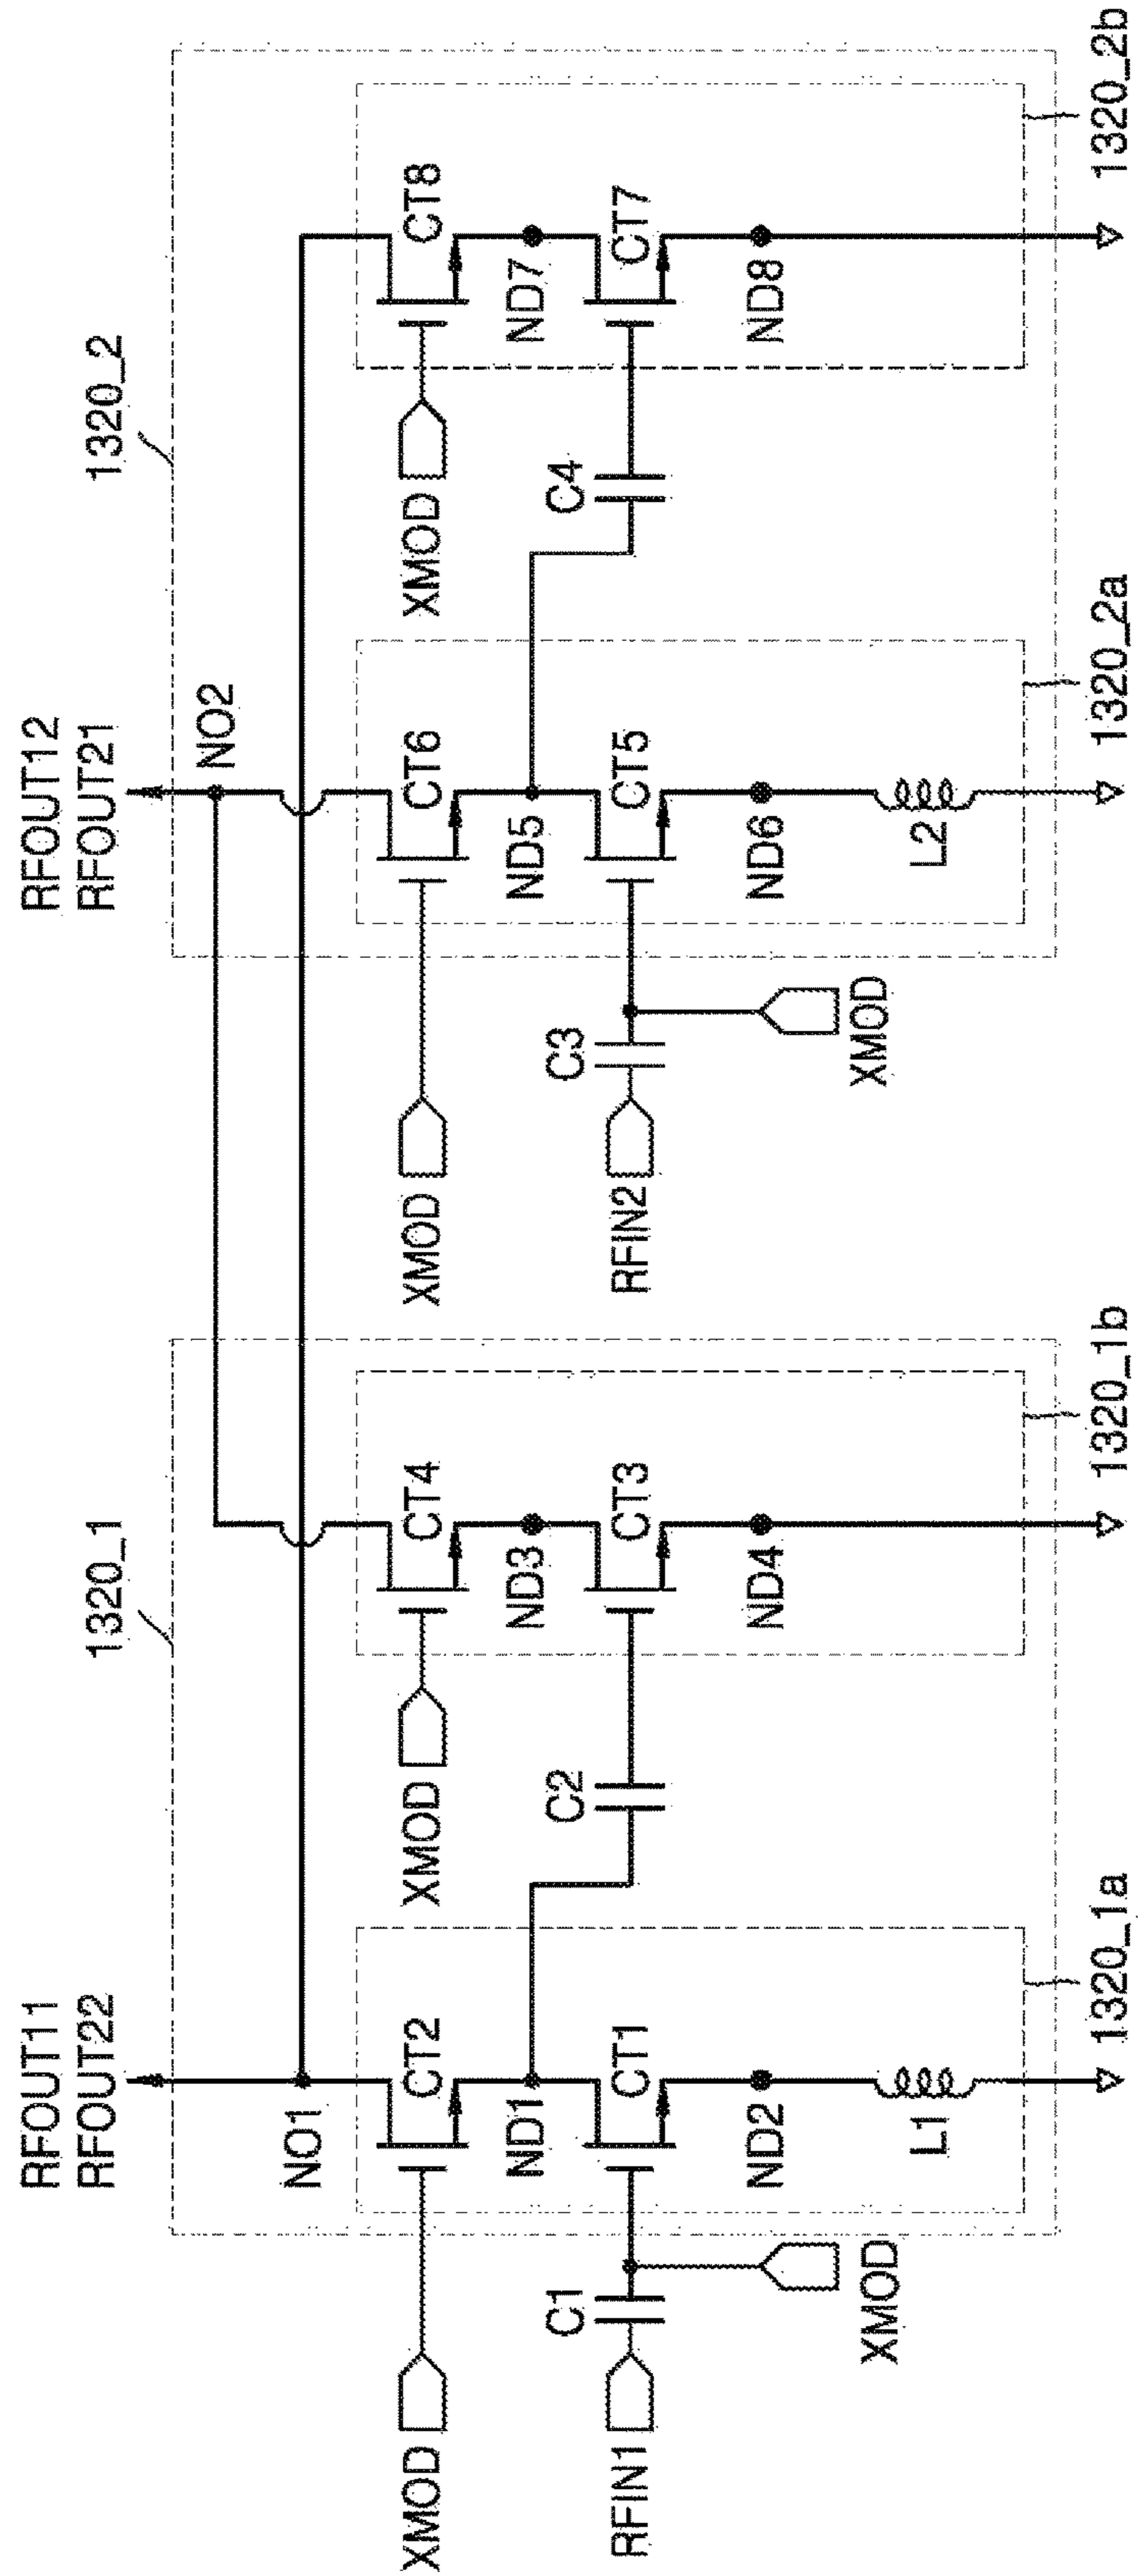 RFOUT11
RFOUT22
RFOUT12
RFOUT21
1320_1
1320_2
NO1
NO2
XMOD
CT2
XMOD
CT4
XMOD
CT6
XMOD
CT8
ND1
ND3
ND5
ND7
RFIN1
C1
CT1
C2
CT3
RFIN2
C3
CT5
C4
CT7
XMOD
ND2
ND4
XMOD
ND6
ND8
L1
L2
1320_1a
1320_1b
1320_2a
1320_2b